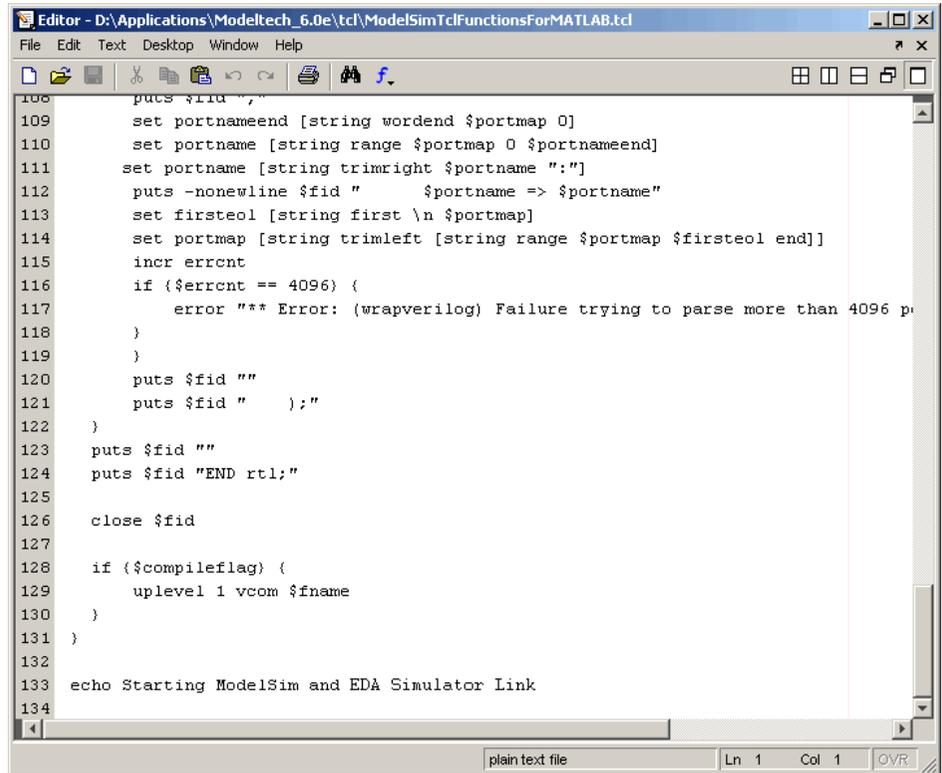 Editor - D:\Applications\Modeltech_6.0e\tcl\ModelSimTclFunctionsForMATLAB.tcl
File Edit Text Desktop Window Help
108 puts $fid ","
109 set portnameend [string wordend $portmap 0]
110 set portname [string range $portmap 0 $portnameend]
111 set portname [string trimright $portname ":"]
112 puts -nonewline $fid "       $portname => $portname"
113 set firsteol [string first \n $portmap]
114 set portmap [string trimleft [string range $portmap $firsteol end]]
115 incr errcnt
116 if {$errcnt == 4096} {
117 error "** Error: (wrapverilog) Failure trying to parse more than 4096 p
118 }
119 }
120 puts $fid ""
121 puts $fid "    );"
122 }
123 puts $fid ""
124 puts $fid "END rtl;"
125
126 close $fid
127
128 if {$compileflag} {
129 uplevel 1 vcom $fname
130 }
131 }
132
133 echo Starting ModelSim and EDA Simulator Link
134
plain text file Ln 1 Col 1 OVR